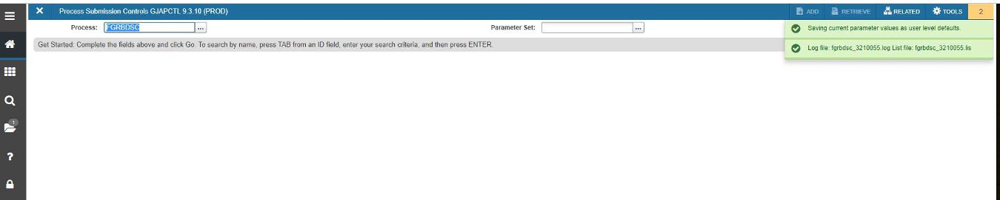 Process Submission Controls GJAPCTL 9.3.10 (PROD)
ADD
RETRIEVE
RELATED
TOOLS
2
Process: FGRBDSC ...
Parameter Set: ...
Saving current parameter values as user level defaults.
Get Started: Complete the fields above and click Go. To search by name, press TAB from an ID field, enter your search criteria, and then press ENTER.
Log file: fgrbdsc_3210055.log List file: fgrbdsc_3210055.lis
1
?